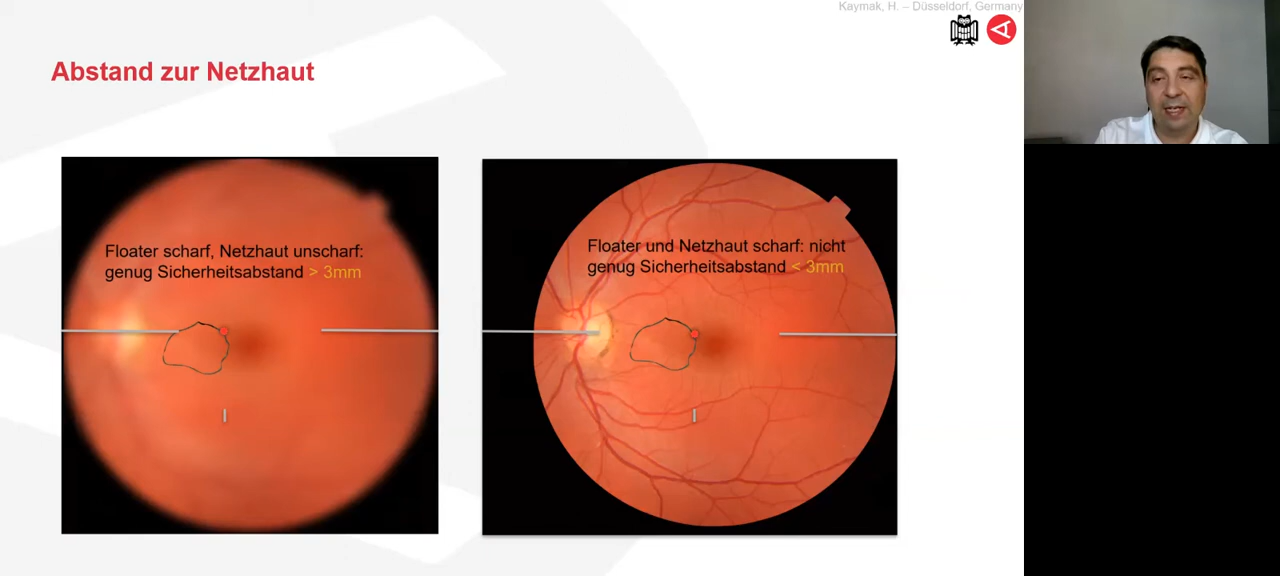 Kaymak, H. – Düsseldorf, Germany
Abstand zur Netzhaut
Floater scharf, Netzhaut unscharf:
genug Sicherheitsabstand > 3mm
Floater und Netzhaut scharf: nicht
genug Sicherheitsabstand < 3mm